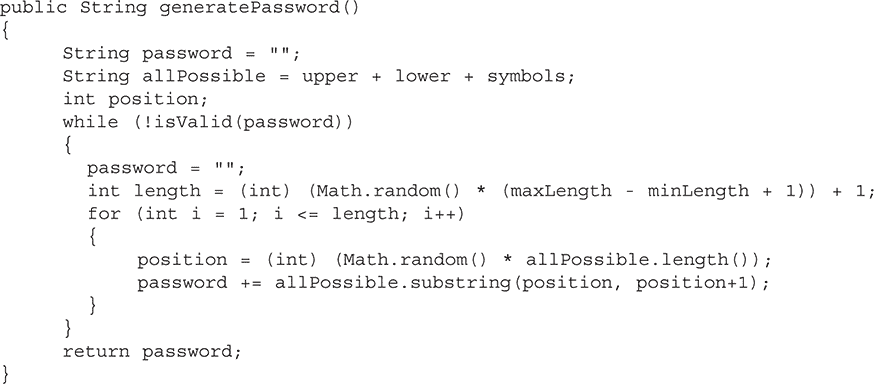 public String generatePassword()
{
String password = "";
String allPossible = upper + lower + symbols;
int position;
while (!isValid(password))
{
password = "";
int length = (int) (Math.random() * (maxLength - minLength + 1)) + 1;
for (int i = 1; i <= length; i++)
{
position = (int) (Math.random() * allPossible.length());
password += allPossible.substring(position, position+1);
}
}
return password;
}